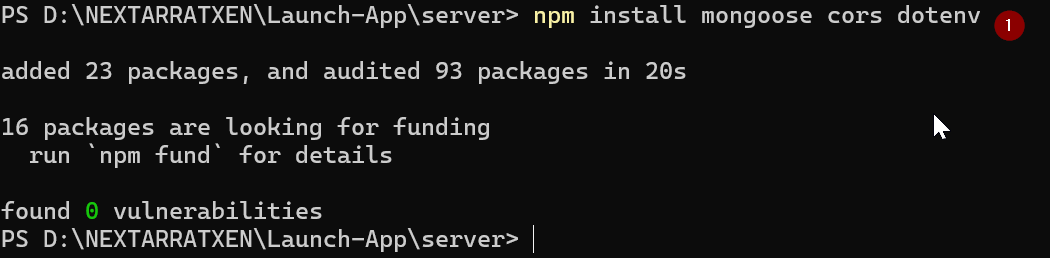 PS D:\NEXTARRATXEN\Launch-App\server> npm install mongoose cors dotenv 1
added 23 packages, and audited 93 packages in 20s
16 packages are looking for funding
  run `npm fund` for details
found 0 vulnerabilities
PS D:\NEXTARRATXEN\Launch-App\server>